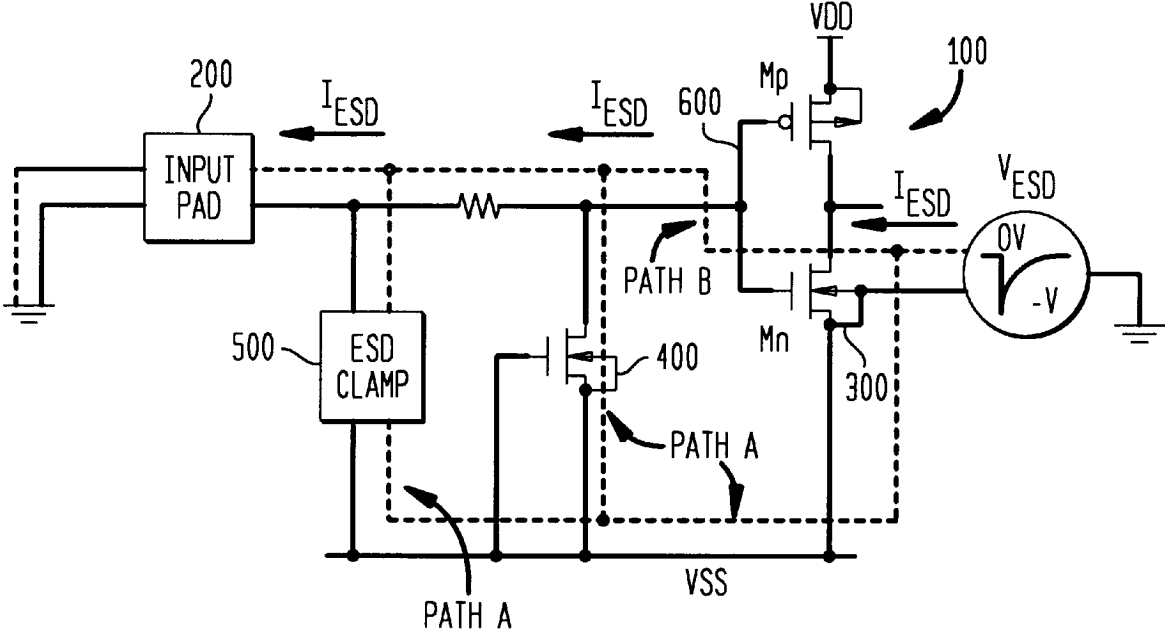 VDD
200
Mp
100
I_ESD
I_ESD
600
INPUT
PAD
V_ESD
I_ESD
0V
-V
PATH B
500
ESD
CLAMP
400
Mn
300
PATH A
VSS
PATH A